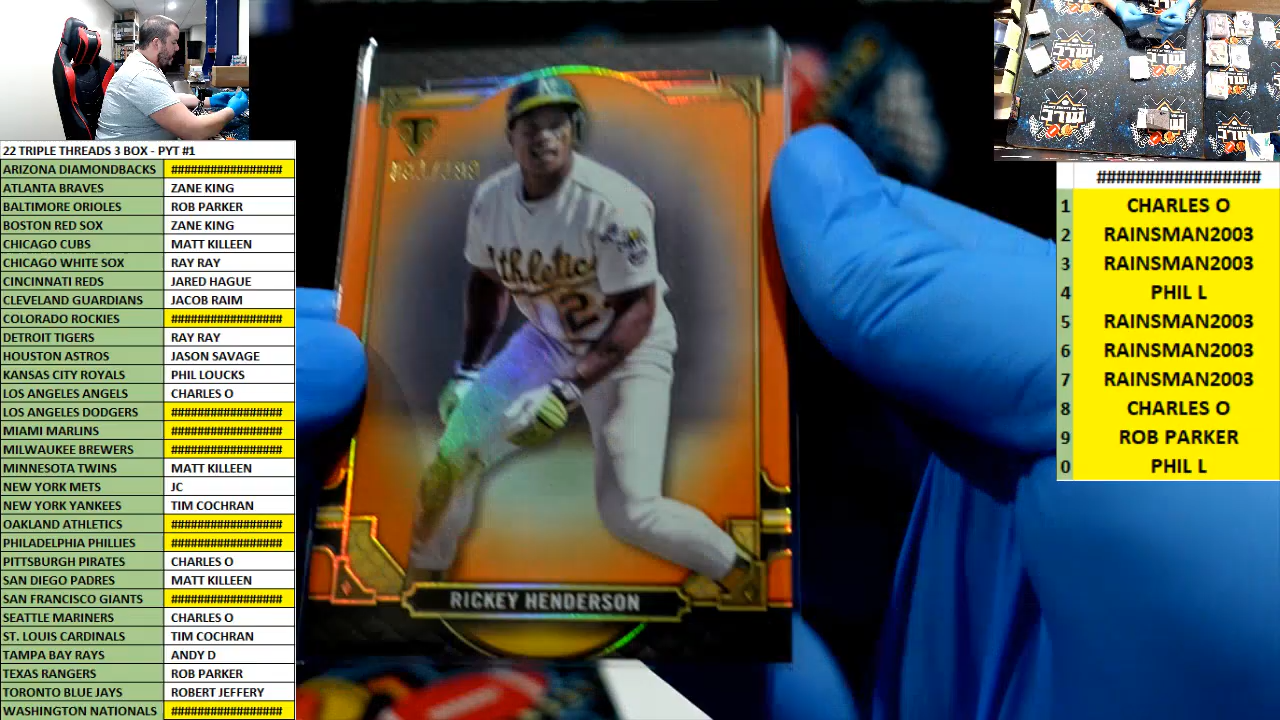 22 TRIPLE THREADS 3 BOX - PYT #1
ARIZONA DIAMONDBACKS #################
ATLANTA BRAVES ZANE KING
BALTIMORE ORIOLES ROB PARKER
BOSTON RED SOX ZANE KING
CHICAGO CUBS MATT KILLEEN
CHICAGO WHITE SOX RAY RAY
CINCINNATI REDS JARED HAGUE
CLEVELAND GUARDIANS JACOB RAIM
COLORADO ROCKIES #################
DETROIT TIGERS RAY RAY
HOUSTON ASTROS JASON SAVAGE
KANSAS CITY ROYALS PHIL LOUCKS
LOS ANGELES ANGELS CHARLES O
LOS ANGELES DODGERS #################
MIAMI MARLINS #################
MILWAUKEE BREWERS #################
MINNESOTA TWINS MATT KILLEEN
NEW YORK METS JC
NEW YORK YANKEES TIM COCHRAN
OAKLAND ATHLETICS #################
PHILADELPHIA PHILLIES #################
PITTSBURGH PIRATES CHARLES O
SAN DIEGO PADRES MATT KILLEEN
SAN FRANCISCO GIANTS #################
SEATTLE MARINERS CHARLES O
ST. LOUIS CARDINALS TIM COCHRAN
TAMPA BAY RAYS ANDY D
TEXAS RANGERS ROB PARKER
TORONTO BLUE JAYS ROBERT JEFFERY
WASHINGTON NATIONALS #################
Athletics
2
RICKEY HENDERSON
#################
1 CHARLES O
2 RAINSMAN2003
3 RAINSMAN2003
4 PHIL L
5 RAINSMAN2003
6 RAINSMAN2003
7 RAINSMAN2003
8 CHARLES O
9 ROB PARKER
0 PHIL L